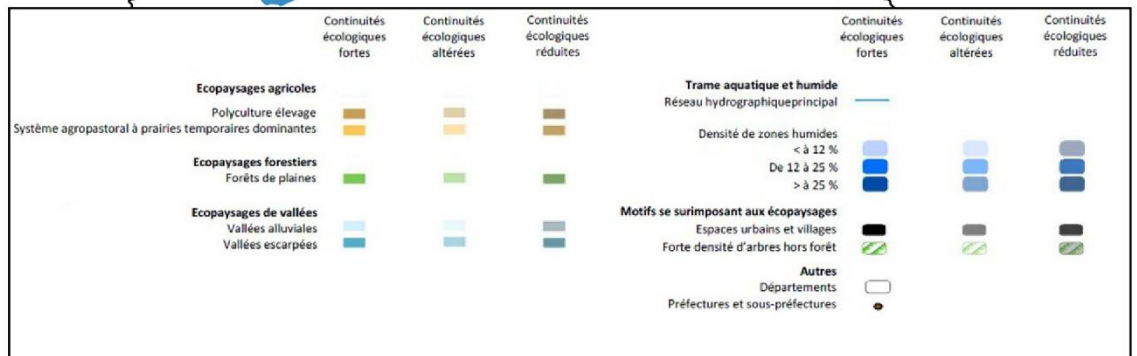 Continuités écologiques fortes
Continuités écologiques altérées
Continuités écologiques réduites
Ecopaysages agricoles
Polyculture élevage
Système agropastoral à prairies temporaires dominantes
Ecopaysages forestiers
Forêts de plaines
Ecopaysages de vallées
Vallées alluviales
Vallées escarpées
Continuités écologiques fortes
Continuités écologiques altérées
Continuités écologiques réduites
Trame aquatique et humide
Réseau hydrographiqueprincipal
Densité de zones humides
< à 12 %
De 12 à 25 %
> à 25 %
Motifs se surimposant aux écopaysages
Espaces urbains et villages
Forte densité d'arbres hors forêt
Autres
Départements
Préfectures et sous-préfectures